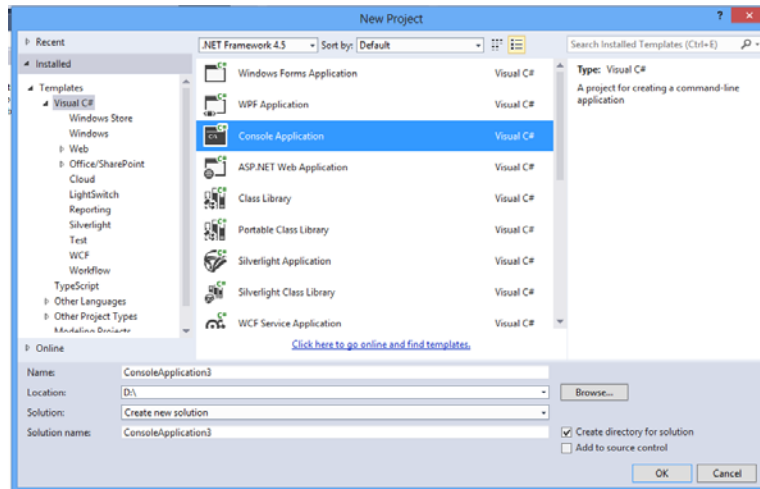 New Project
? ×
Recent
.NET Framework 4.5 Sort by: Default
Search Installed Templates (Ctrl+E)
Installed
Templates
Visual C#
Windows Store
Windows
Web
Office/SharePoint
Cloud
LightSwitch
Reporting
Silverlight
Test
WCF
Workflow
TypeScript
Other Languages
Other Project Types
Modeling Projects
Online
Windows Forms Application Visual C#
WPF Application Visual C#
Console Application Visual C#
ASP.NET Web Application Visual C#
Class Library Visual C#
Portable Class Library Visual C#
Silverlight Application Visual C#
Silverlight Class Library Visual C#
WCF Service Application Visual C#
Click here to go online and find templates.
Type: Visual C#
A project for creating a command-line
application
Name: ConsoleApplication3
Location: D:\
Browse...
Solution: Create new solution
Solution name: ConsoleApplication3
Create directory for solution
Add to source control
OK Cancel